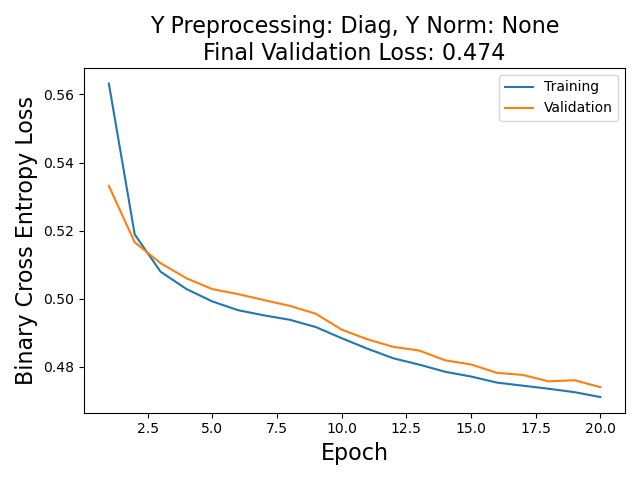 Y Preprocessing: Diag, Y Norm: None
Final Validation Loss: 0.474
Training
Validation
Binary Cross Entropy Loss
0.56
0.54
0.52
0.50
0.48
2.5 5.0 7.5 10.0 12.5 15.0 17.5 20.0
Epoch